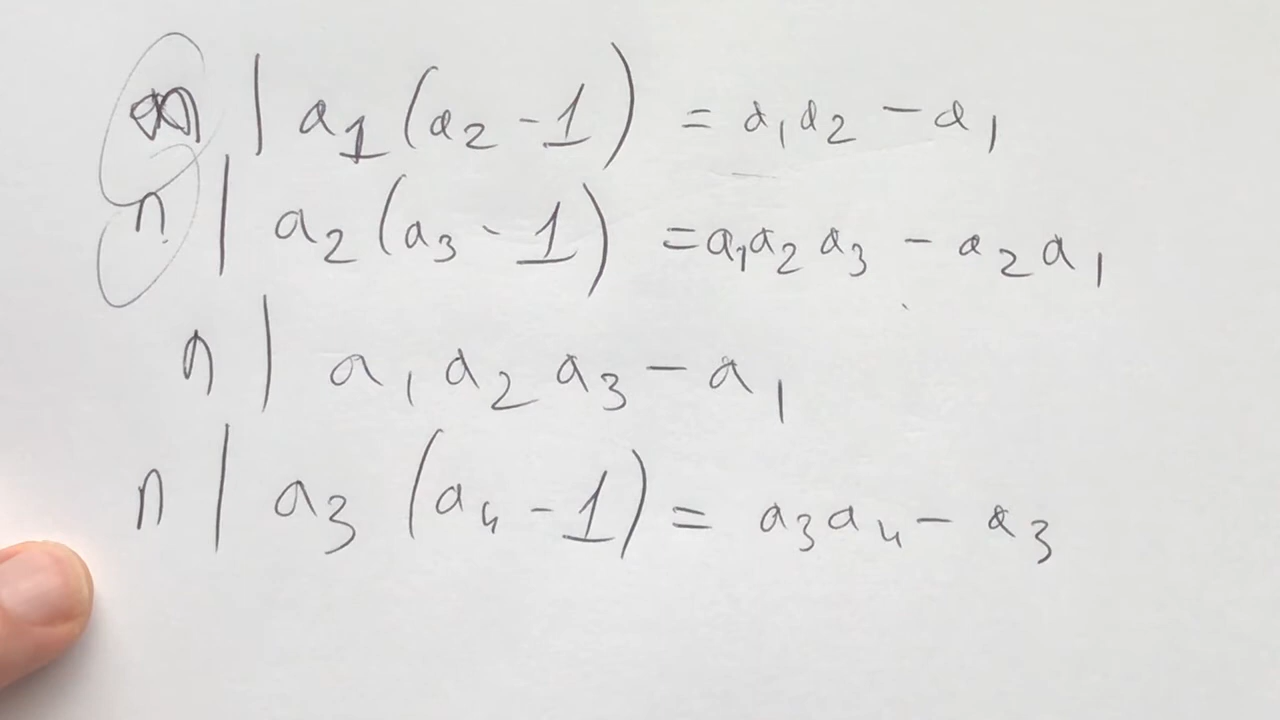 n | a₁(a₂ - 1) = a₁a₂ - a₁
n | a₂(a₃ - 1) = a₁a₂a₃ - a₂a₁
n | a₁a₂a₃ - a₁
n | a₃(a₄ - 1) = a₃a₄ - a₃